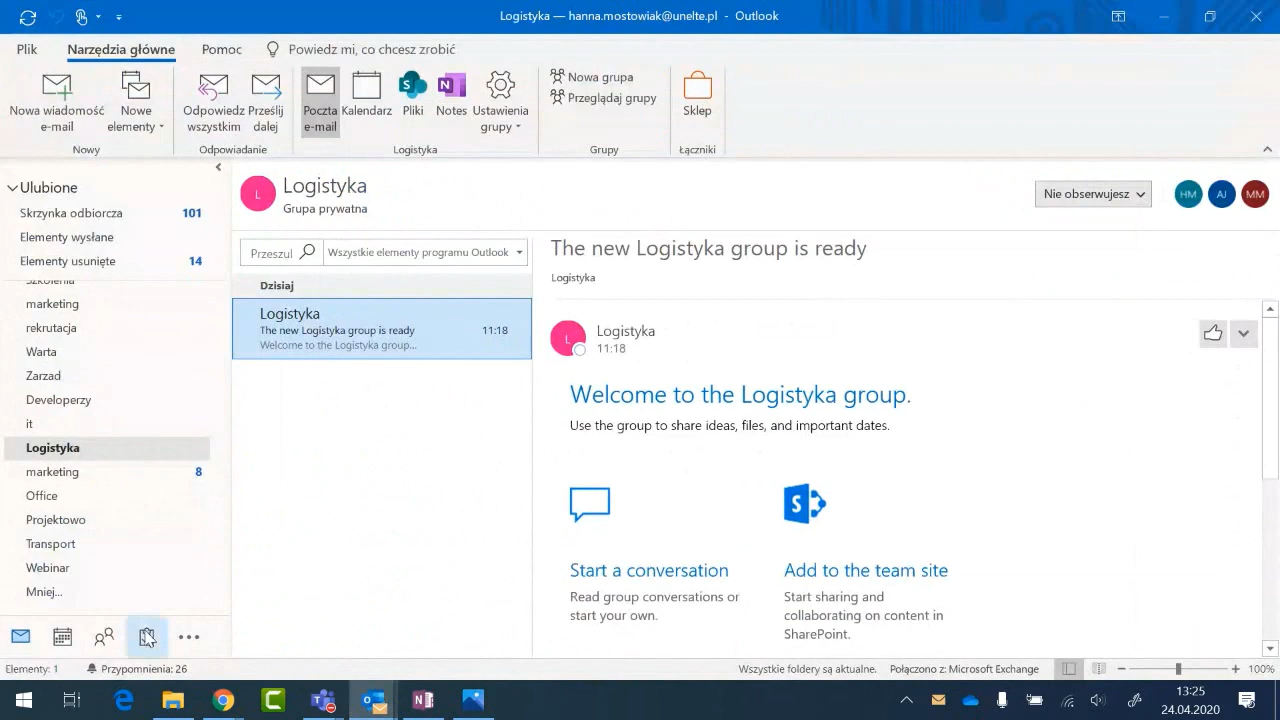 Logistyka — hanna.mostowiak@unelte.pl - Outlook
Plik Narzędzia główne Pomoc Powiedz mi, co chcesz zrobić
Nowa wiadomość e-mail
Nowe elementy
Nowy
Odpowiedz wszystkim
Prześlij dalej
Odpowiadanie
Poczta e-mail
Kalendarz
Pliki
Notes
Ustawienia grupy
Logistyka
Nowa grupa
Przeglądaj grupy
Grupy
Sklep
Łączniki
Ulubione
Skrzynka odbiorcza 101
Elementy wysłane
Elementy usunięte 14
Szkolenia
marketing
rekrutacja
Warta
Zarzad
Developerzy
it
Logistyka
marketing 8
Office
Projektowo
Transport
Webinar
Mniej...
L
Logistyka
Grupa prywatna
Nie obserwujesz
HM AJ MM
Przeszul Wszystkie elementy programu Outlook
Dzisiaj
Logistyka
The new Logistyka group is ready 11:18
Welcome to the Logistyka group...
The new Logistyka group is ready
Logistyka
L
Logistyka
11:18
Welcome to the Logistyka group.
Use the group to share ideas, files, and important dates.
Start a conversation
Read group conversations or
start your own.
Add to the team site
Start sharing and
collaborating on content in
SharePoint.
Elementy: 1 Przypomnienia: 26 Wszystkie foldery są aktualne. Połączono z: Microsoft Exchange 100%
13:25
24.04.2020